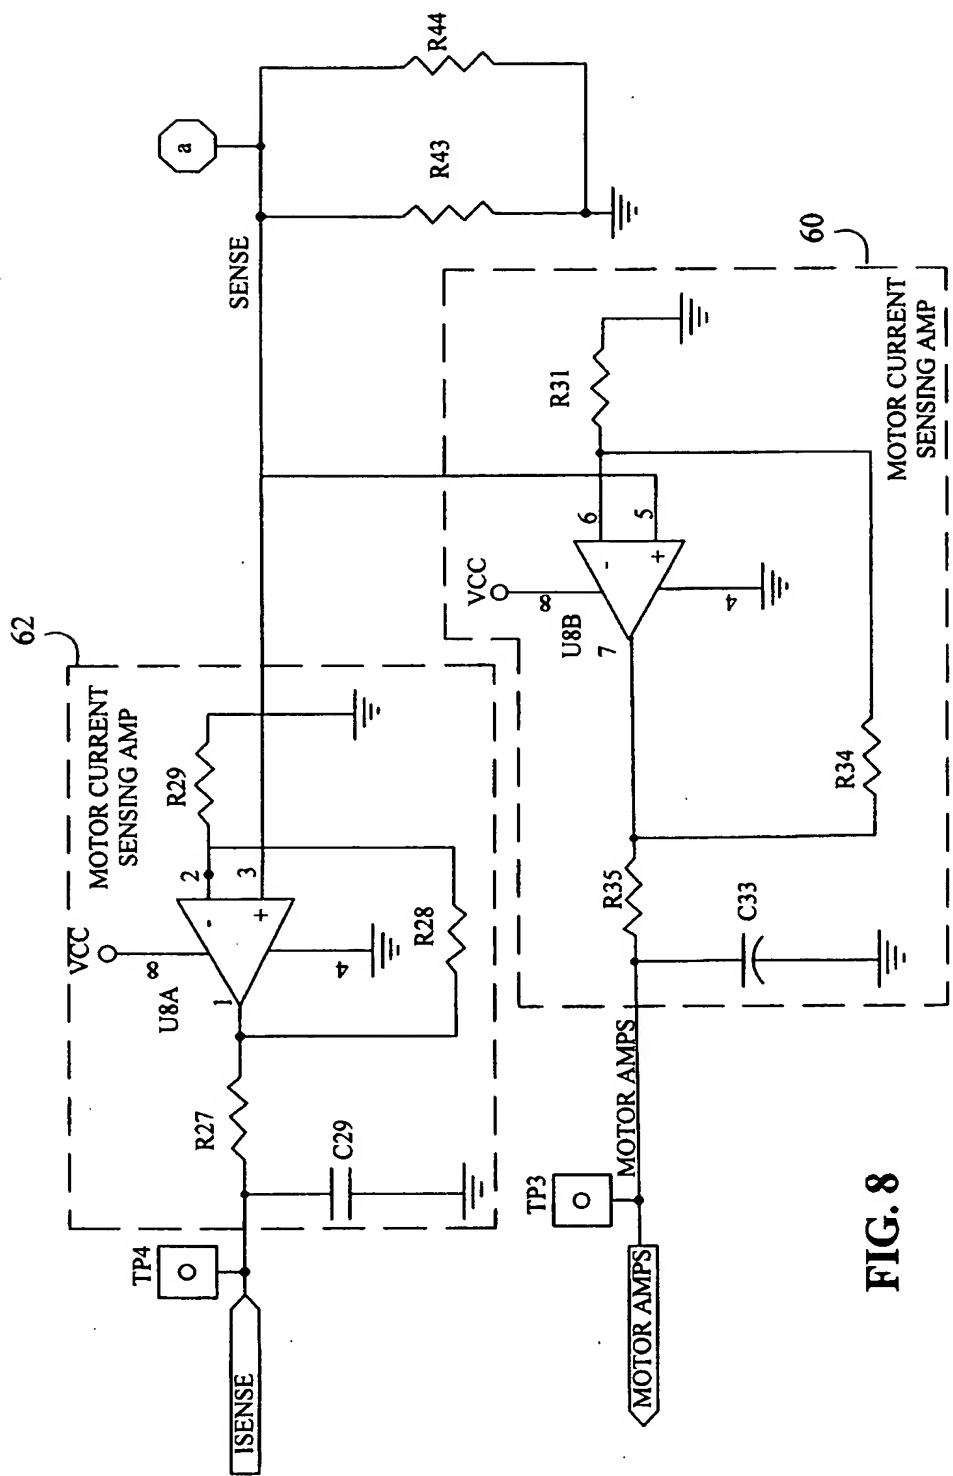 62
MOTOR CURRENT
SENSING AMP
VCC
8
U8A
1
2
3
-
+
4
R29
R28
R27
C29
TP4
ISENSE
SENSE
a
R43
R44
60
MOTOR CURRENT
SENSING AMP
VCC
8
U8B
7
6
5
-
+
4
R31
R34
R35
C33
MOTOR AMPS
TP3
MOTOR AMPS
FIG. 8